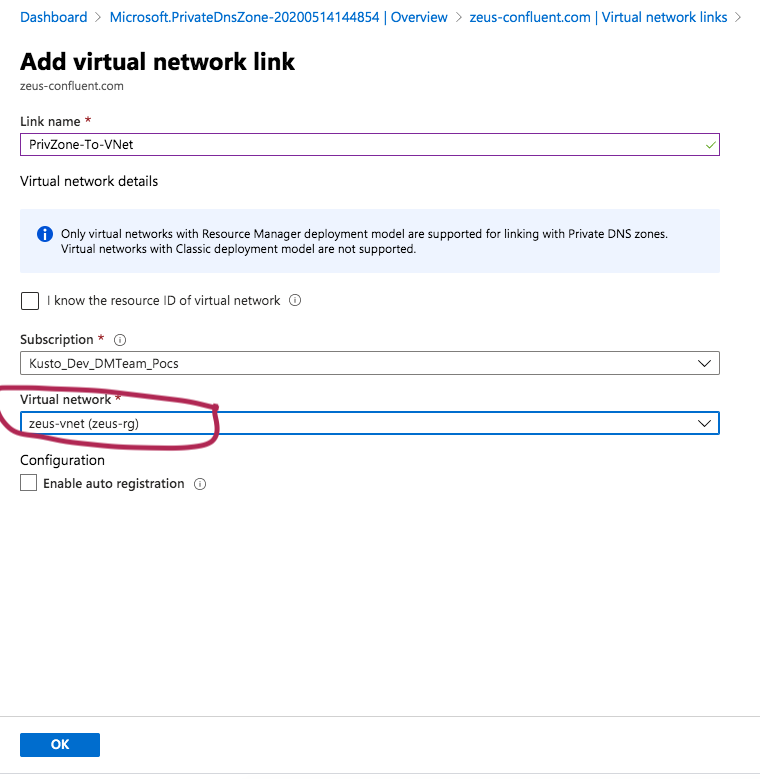 Dashboard > Microsoft.PrivateDnsZone-20200514144854 | Overview > zeus-confluent.com | Virtual network links >
Add virtual network link
zeus-confluent.com
Link name *
PrivZone-To-VNet
Virtual network details
Only virtual networks with Resource Manager deployment model are supported for linking with Private DNS zones.
Virtual networks with Classic deployment model are not supported.
I know the resource ID of virtual network
Subscription *
Kusto_Dev_DMTeam_Pocs
Virtual network *
zeus-vnet (zeus-rg)
Configuration
Enable auto registration
OK